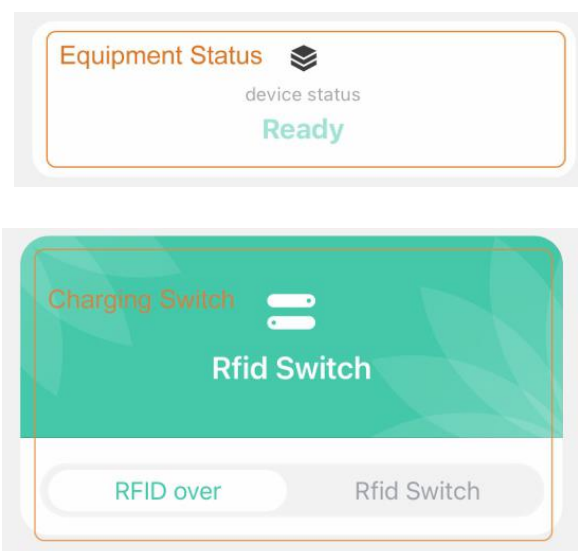 Equipment Status
device status
Ready
Charging Switch
Rfid Switch
RFID over
Rfid Switch